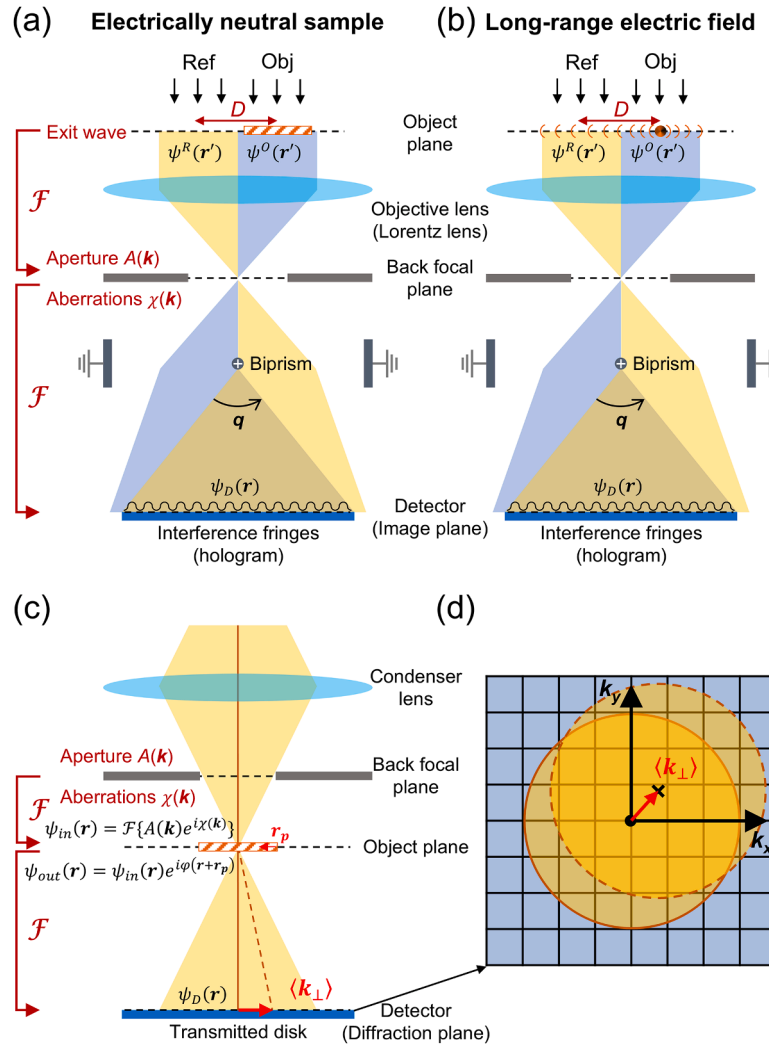 (a) Electrically neutral sample
Ref Obj
D
Exit wave
ψ^R(r′) ψ^O(r′)
ℱ
Aperture A(k)
Aberrations χ(k)
ℱ
Biprism
q
ψ_D(r)
Interference fringes
(hologram)
Object
plane
Objective lens
(Lorentz lens)
Back focal
plane
Detector
(Image plane)
(b) Long-range electric field
Ref Obj
D
ψ^R(r′) ψ^O(r′)
Biprism
q
ψ_D(r)
Interference fringes
(hologram)
(c)
Condenser
lens
Aperture A(k)
Back focal
plane
ℱ
Aberrations χ(k)
ψ_in(r) = ℱ{A(k)e^{iχ(k)}}
r_p
Object plane
ψ_out(r) = ψ_in(r)e^{iφ(r+r_p)}
ℱ
ψ_D(r)
⟨k_⊥⟩
Transmitted disk
Detector
(Diffraction plane)
(d)
k_y
⟨k_⊥⟩
k_x